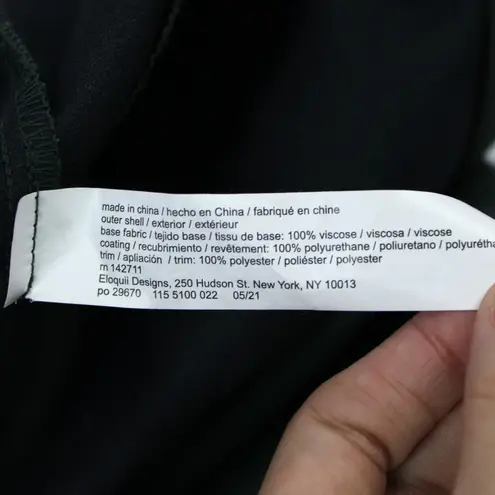 made in china / hecho en China / fabriqué en chine
outer shell / exterior / extérieur
base fabric / tejido base / tissu de base: 100% viscose / viscosa / viscose
coating / recubrimiento / revêtement: 100% polyurethane / poliuretano /
trim / apliación / trim: 100% polyester / poliéster / polyester
rn 142711
Eloquii Designs, 250 Hudson St. New York, NY 10013
po 29670 115 5100 022 05/21